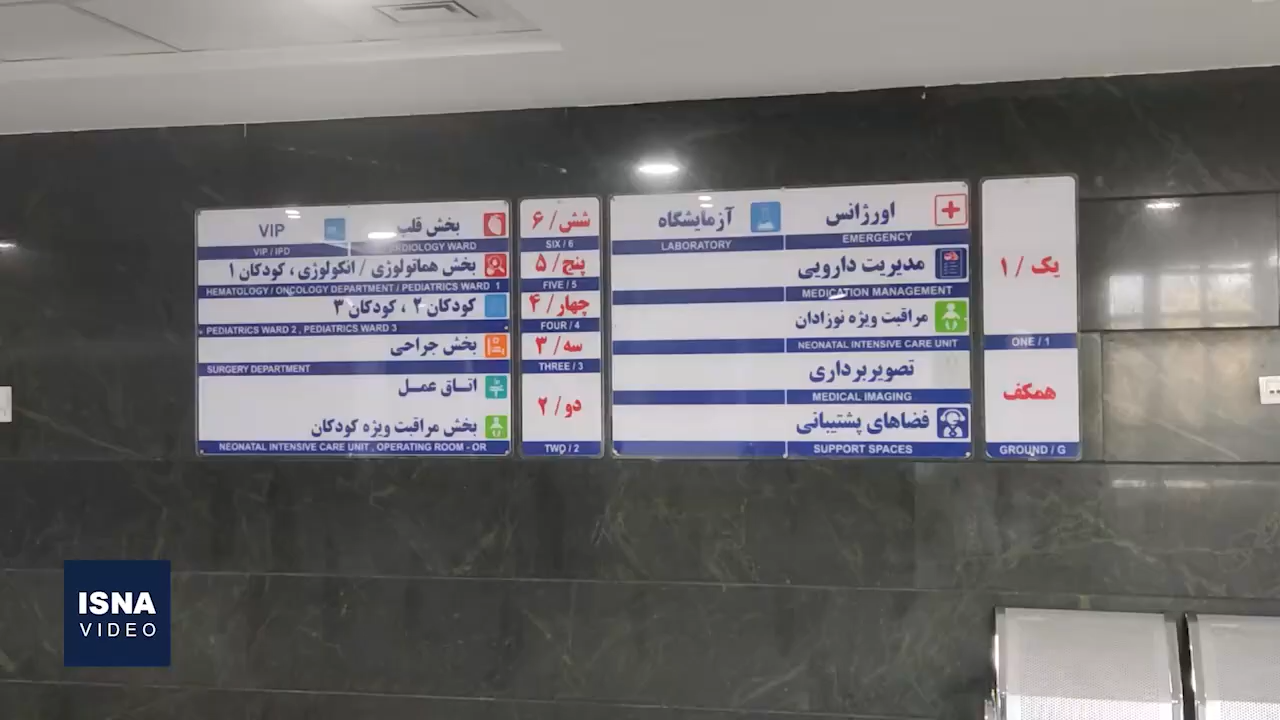 یک / ۱
ONE / 1
همکف
GROUND / G
اورژانس
EMERGENCY
آزمایشگاه
LABORATORY
مدیریت دارویی
MEDICATION MANAGEMENT
مراقبت ویژه نوزادان
NEONATAL INTENSIVE CARE UNIT
تصویربرداری
MEDICAL IMAGING
فضاهای پشتیبانی
SUPPORT SPACES
شش / ۶
SIX / 6
پنج / ۵
FIVE / 5
چهار / ۴
FOUR / 4
سه / ۳
THREE / 3
دو / ۲
TWO / 2
بخش قلب
CARDIOLOGY WARD
VIP
VIP / IPD
بخش هماتولوژی / انکولوژی ، کودکان ۱
HEMATOLOGY / ONCOLOGY DEPARTMENT / PEDIATRICS WARD 1
کودکان ۲ ، کودکان ۳
PEDIATRICS WARD 2 , PEDIATRICS WARD 3
بخش جراحی
SURGERY DEPARTMENT
اتاق عمل
بخش مراقبت ویژه کودکان
NEONATAL INTENSIVE CARE UNIT , OPERATING ROOM - OR
ISNA
VIDEO